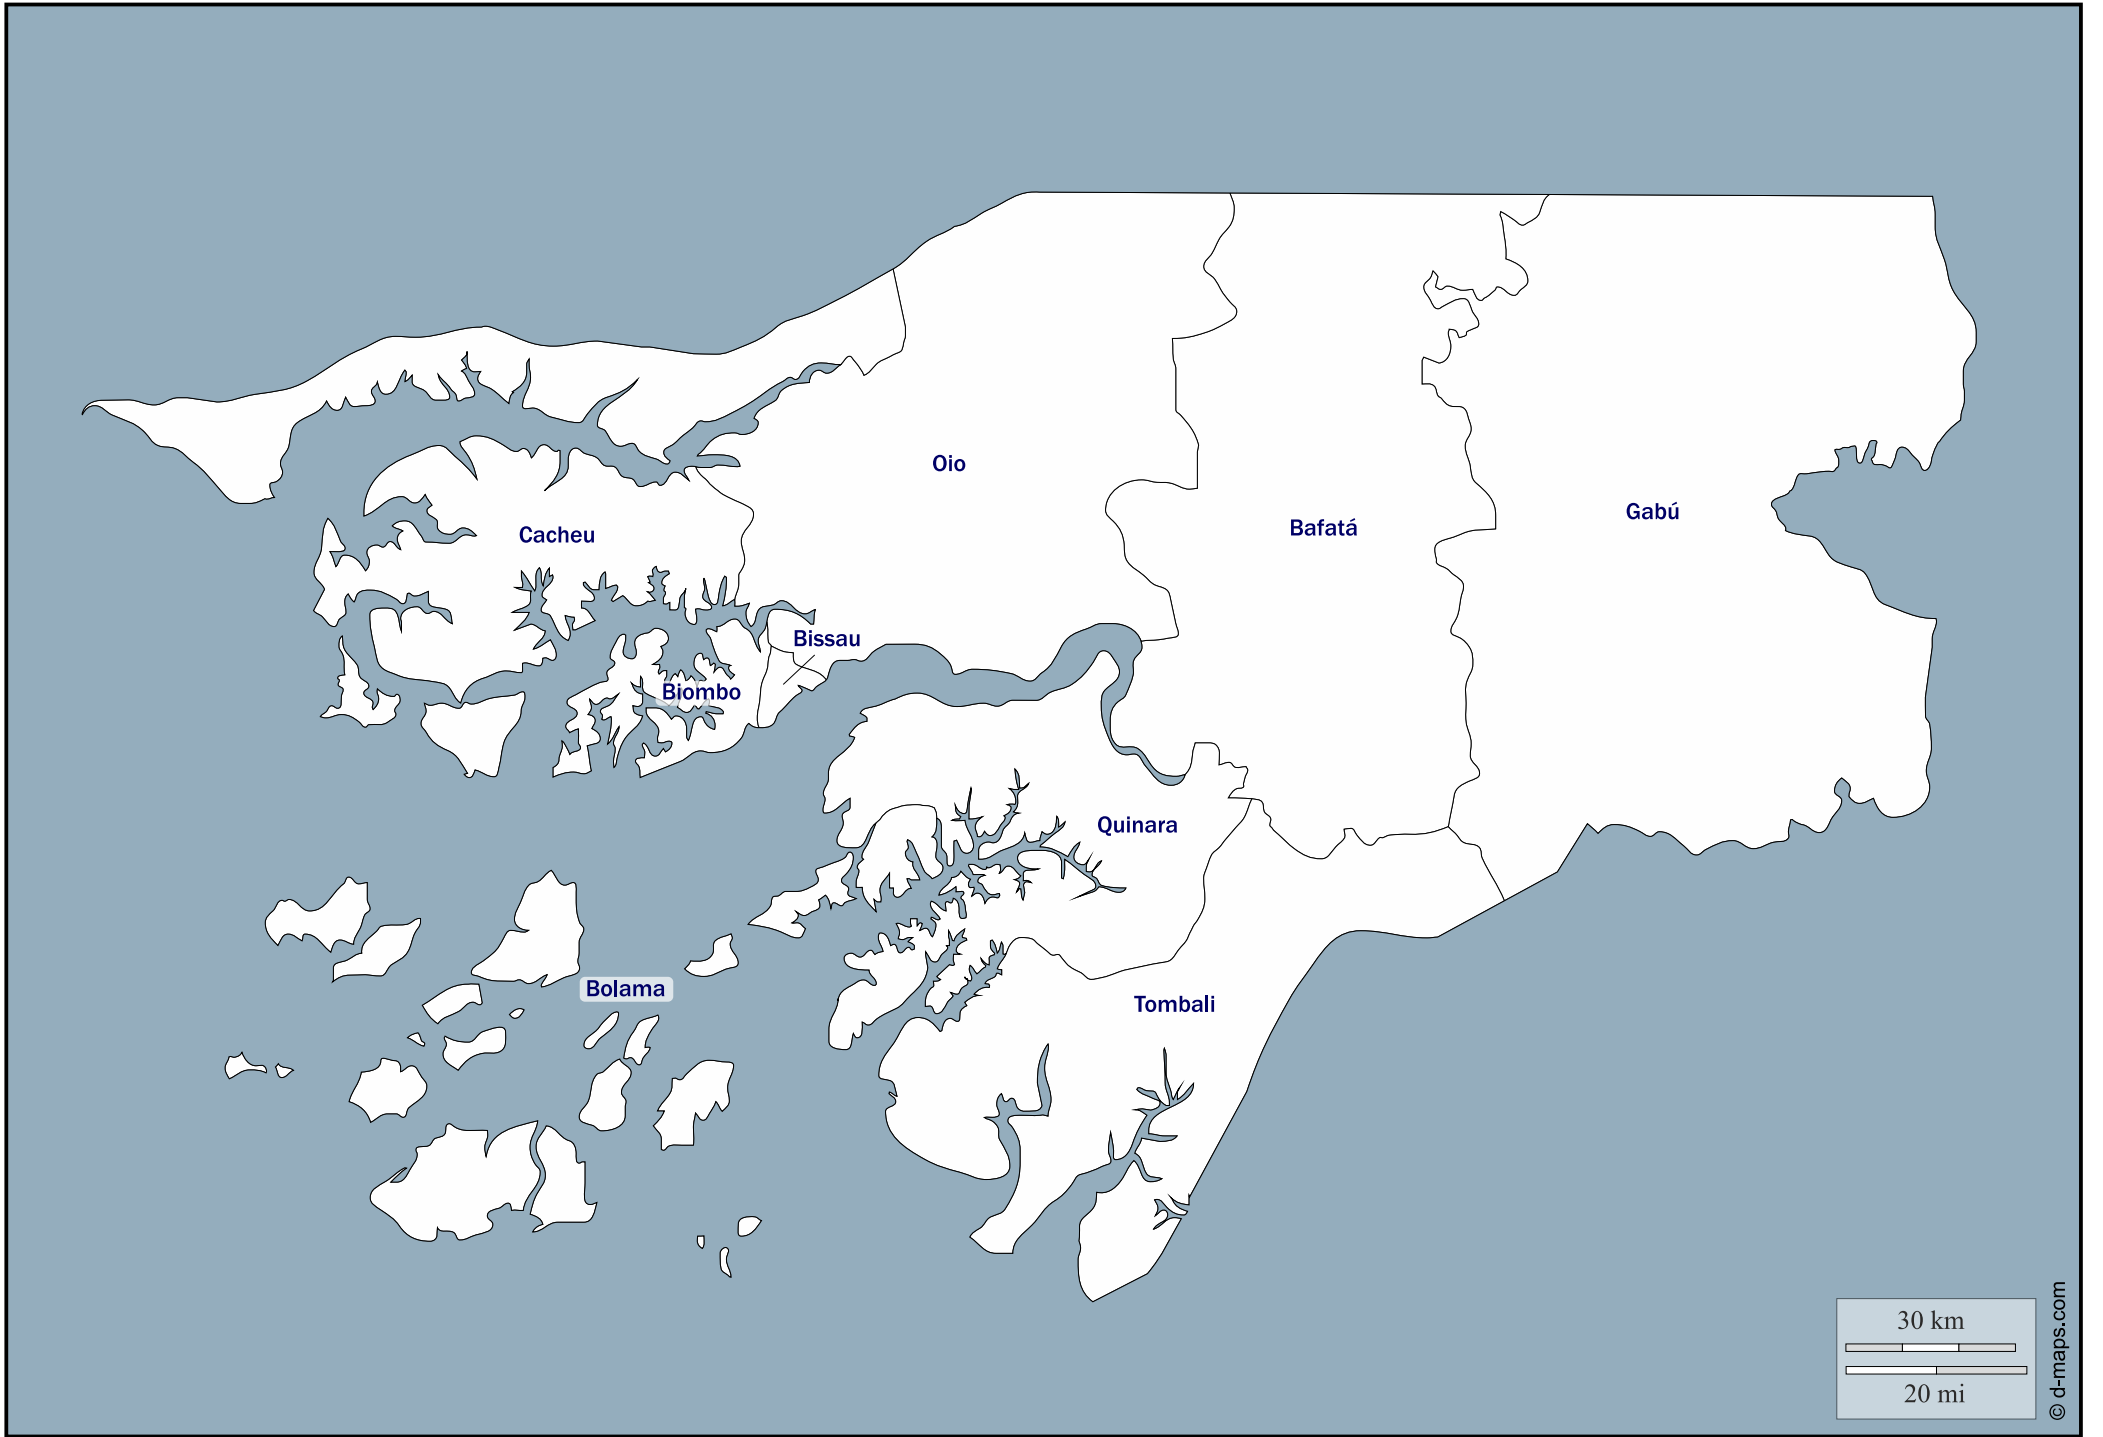 Oio
Gabú
Bafatá
Cacheu
Bissau
Biombo
Quinara
Bolama
Tombali
30 km
20 mi
© d-maps.com